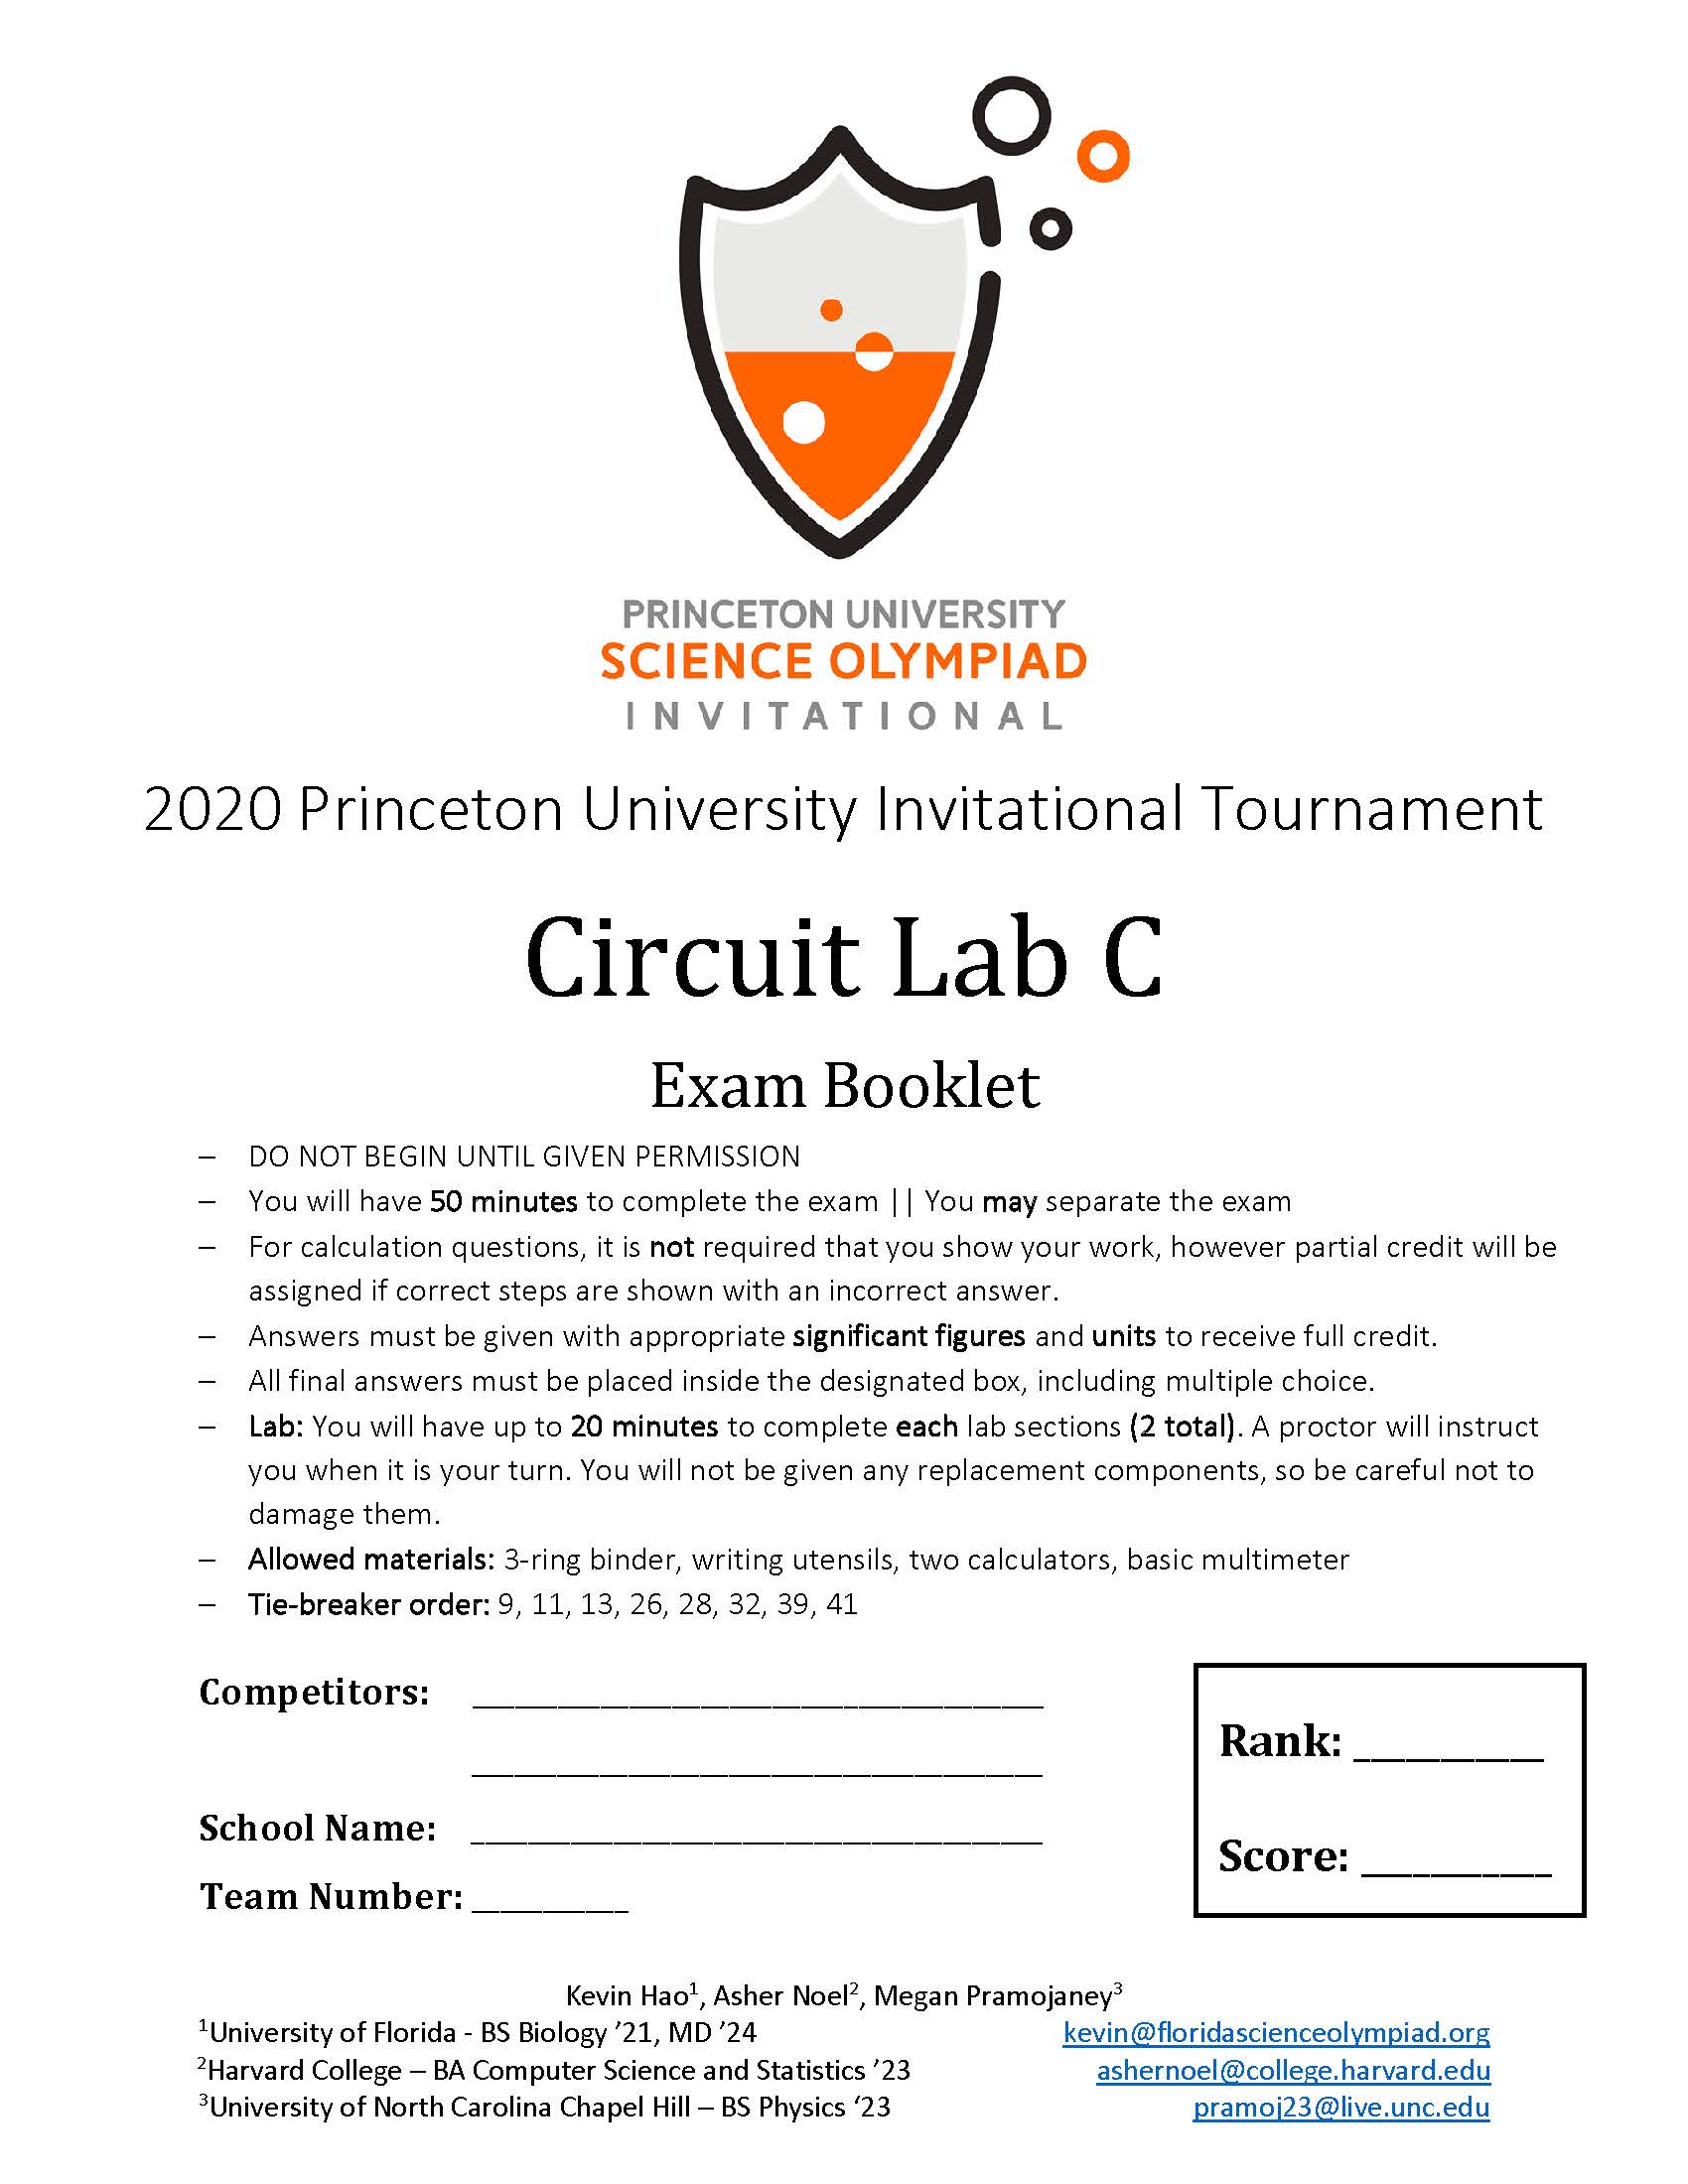 PRINCETON UNIVERSITY
SCIENCE OLYMPIAD
INVITATIONAL
2020 Princeton University Invitational Tournament
Circuit Lab C
Exam Booklet
– DO NOT BEGIN UNTIL GIVEN PERMISSION
– You will have 50 minutes to complete the exam || You may separate the exam
– For calculation questions, it is not required that you show your work, however partial credit will be
assigned if correct steps are shown with an incorrect answer.
– Answers must be given with appropriate significant figures and units to receive full credit.
– All final answers must be placed inside the designated box, including multiple choice.
– Lab: You will have up to 20 minutes to complete each lab sections (2 total). A proctor will instruct
you when it is your turn. You will not be given any replacement components, so be careful not to
damage them.
– Allowed materials: 3-ring binder, writing utensils, two calculators, basic multimeter
– Tie-breaker order: 9, 11, 13, 26, 28, 32, 39, 41
Competitors: ____________________
____________________
School Name: ____________________
Team Number: __________
Rank: __________
Score: __________
Kevin Hao¹, Asher Noel², Megan Pramojaney³
¹University of Florida - BS Biology ’21, MD ’24 kevin@floridascienceolympiad.org
²Harvard College – BA Computer Science and Statistics ’23 ashernoel@college.harvard.edu
³University of North Carolina Chapel Hill – BS Physics ‘23 pramoj23@live.unc.edu